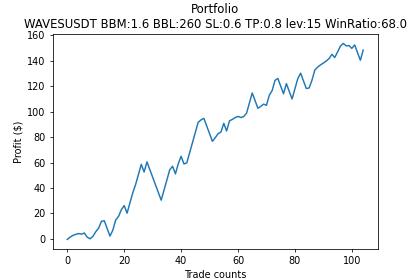 Portfolio
WAVESUSDT BBM:1.6 BBL:260 SL:0.6 TP:0.8 lev:15 WinRatio:68.0
160
140
120
100
80
60
40
20
0
Profit ($)
0 20 40 60 80 100
Trade counts